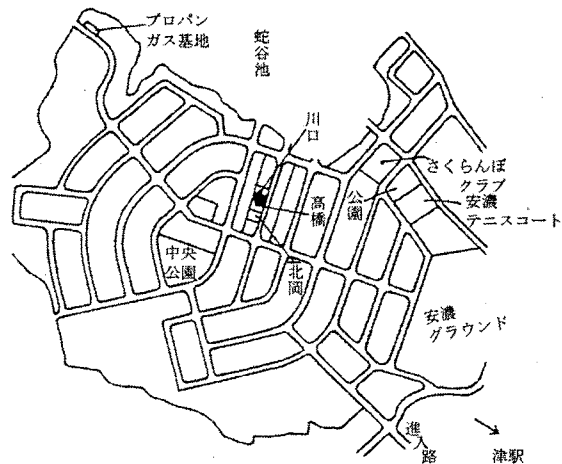 プロパン
ガス基地
蛇谷池
川口
さくらんぼ
クラブ
公園
安濃
テニスコート
髙橋
中央
公園
北岡
安濃
グラウンド
進入路
津駅